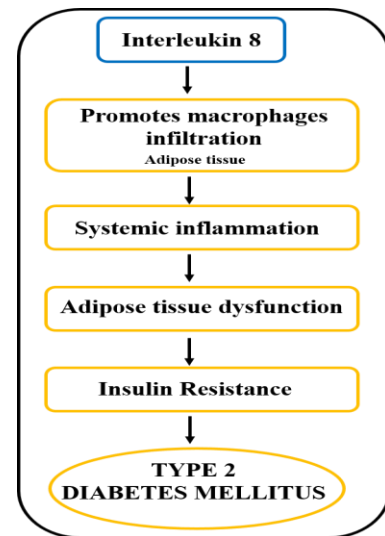 Interleukin 8
Promotes macrophages
infiltration
Adipose tissue
Systemic inflammation
Adipose tissue dysfunction
Insulin Resistance
TYPE 2
DIABETES MELLITUS